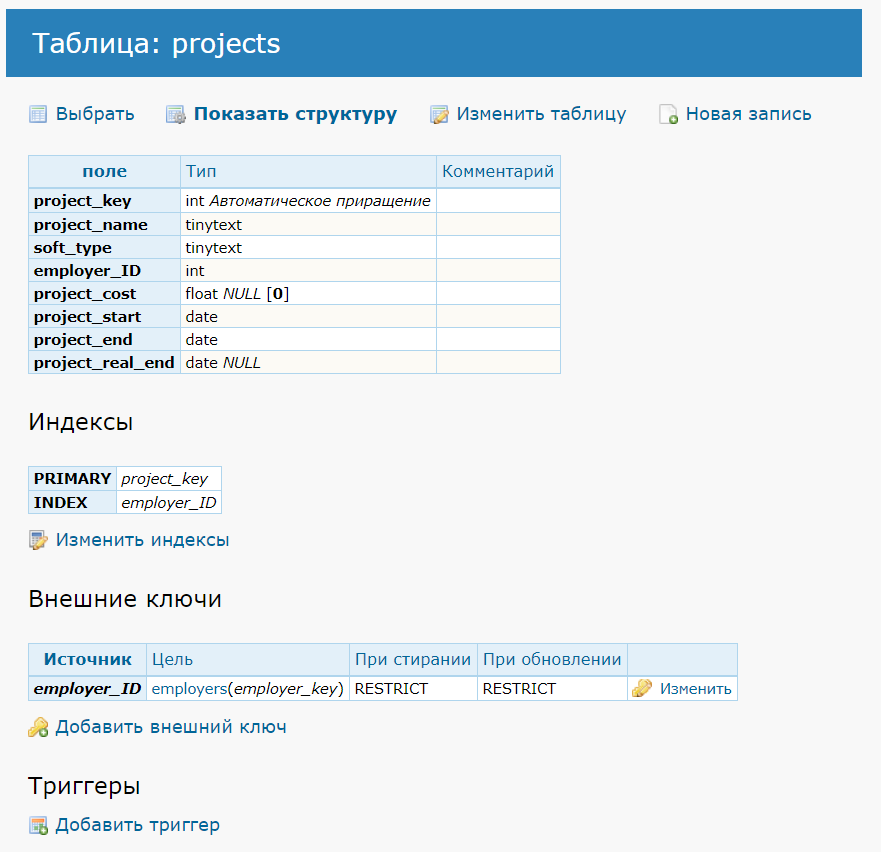 Таблица: projects
Выбрать Показать структуру Изменить таблицу Новая запись
поле Тип Комментарий
project_key int Автоматическое приращение
project_name tinytext
soft_type tinytext
employer_ID int
project_cost float NULL [0]
project_start date
project_end date
project_real_end date NULL
Индексы
PRIMARY project_key
INDEX employer_ID
Изменить индексы
Внешние ключи
Источник Цель При стирании При обновлении
employer_ID employers(employer_key) RESTRICT RESTRICT Изменить
Добавить внешний ключ
Триггеры
Добавить триггер